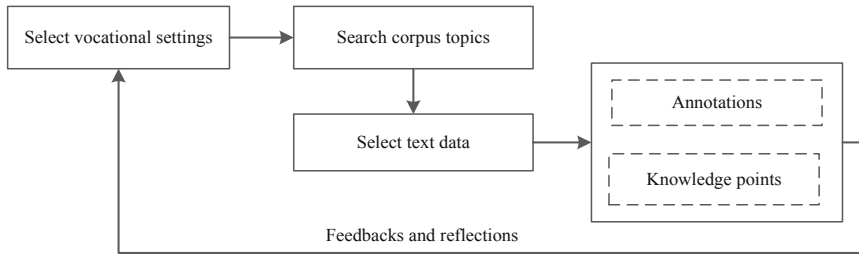 Select vocational settings
Search corpus topics
Select text data
Annotations
Knowledge points
Feedbacks and reflections